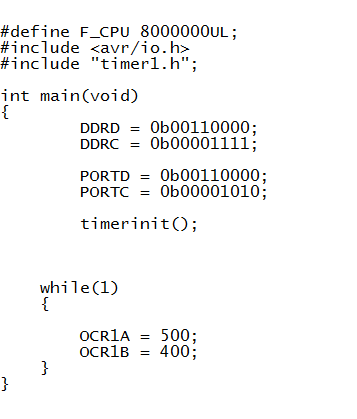 #define F_CPU 8000000UL;
#include <avr/io.h>
#include "timer1.h";
int main(void)
{
DDRD = 0b00110000;
DDRC = 0b00001111;
PORTD = 0b00110000;
PORTC = 0b00001010;
timerinit();
while(1)
{
OCR1A = 500;
OCR1B = 400;
}
}